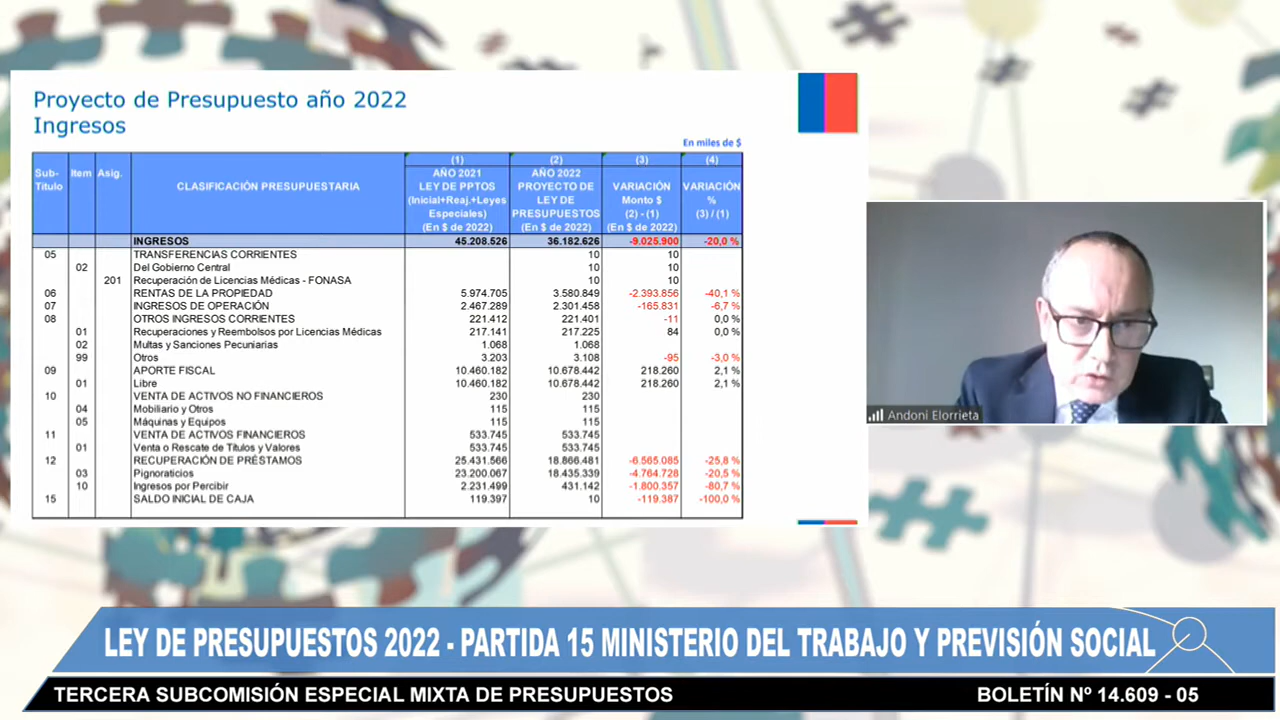 Proyecto de Presupuesto año 2022
Ingresos
En miles de $
Sub-Título Item Asig. CLASIFICACIÓN PRESUPUESTARIA (1) AÑO 2021 LEY DE PPTOS (Inicial+Reaj.+Leyes Especiales) (En $ de 2022) (2) AÑO 2022 PROYECTO DE LEY DE PRESUPUESTOS (En $ de 2022) (3) VARIACIÓN Monto $ (2) - (1) (En $ de 2022) (4) VARIACIÓN % (3) / (1)
INGRESOS 45.208.526 36.182.626 -9.025.900 -20,0 %
05 TRANSFERENCIAS CORRIENTES 10 10
02 Del Gobierno Central 10 10
201 Recuperación de Licencias Médicas - FONASA 10 10
06 RENTAS DE LA PROPIEDAD 5.974.705 3.580.849 -2.393.856 -40,1 %
07 INGRESOS DE OPERACIÓN 2.467.289 2.301.458 -165.831 -6,7 %
08 OTROS INGRESOS CORRIENTES 221.412 221.401 -11 0,0 %
01 Recuperaciones y Reembolsos por Licencias Médicas 217.141 217.225 84 0,0 %
02 Multas y Sanciones Pecuniarias 1.068 1.068
99 Otros 3.203 3.108 -95 -3,0 %
09 APORTE FISCAL 10.460.182 10.678.442 218.260 2,1 %
01 Libre 10.460.182 10.678.442 218.260 2,1 %
10 VENTA DE ACTIVOS NO FINANCIEROS 230 230
04 Mobiliario y Otros 115 115
05 Máquinas y Equipos 115 115
11 VENTA DE ACTIVOS FINANCIEROS 533.745 533.745
01 Venta o Rescate de Títulos y Valores 533.745 533.745
12 RECUPERACIÓN DE PRÉSTAMOS 25.431.566 18.866.481 -6.565.085 -25,8 %
03 Pignoraticios 23.200.067 18.435.339 -4.764.728 -20,5 %
10 Ingresos por Percibir 2.231.499 431.142 -1.800.357 -80,7 %
15 SALDO INICIAL DE CAJA 119.397 10 -119.387 -100,0 %
Andoni Elorrieta
LEY DE PRESUPUESTOS 2022 - PARTIDA 15 MINISTERIO DEL TRABAJO Y PREVISIÓN SOCIAL
TERCERA SUBCOMISIÓN ESPECIAL MIXTA DE PRESUPUESTOS BOLETÍN Nº 14.609 - 05